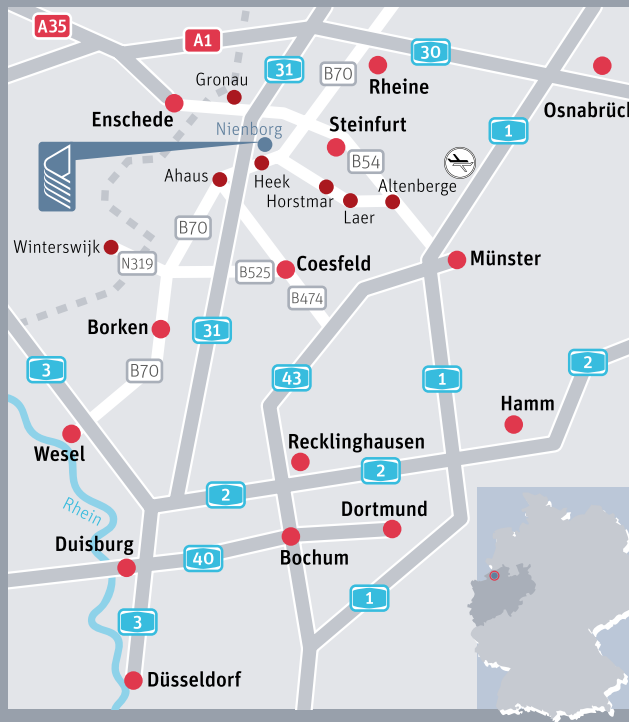 A35
A1
30
31
B70
Rheine
Gronau
Osnabrück
Enschede
Nienborg
Steinfurt
1
B54
Ahaus
Heek
Altenberge
Horstmar
Laer
B70
Winterswijk
N319
B525
Coesfeld
Münster
B474
Borken
31
3
B70
43
1
2
Hamm
Wesel
Recklinghausen
2
2
Rhein
Dortmund
Duisburg
40
Bochum
1
3
Düsseldorf